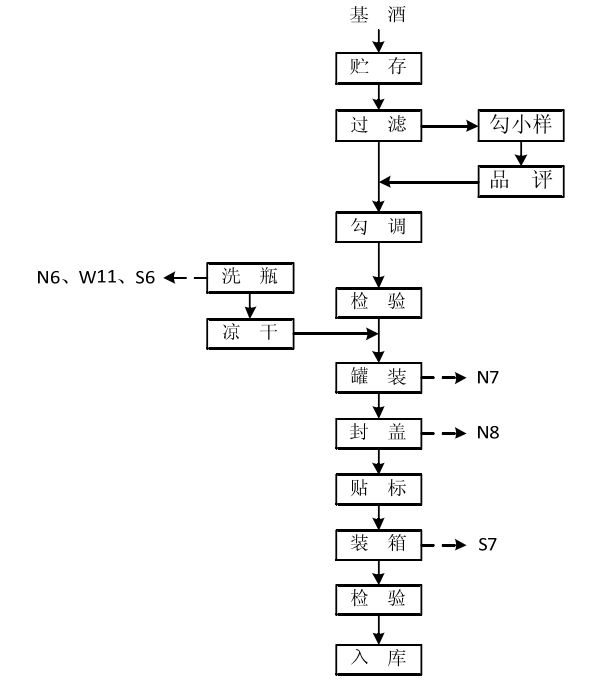 基 酒
贮 存
过 滤
勾小样
品 评
勾 调
N6、W11、S6
洗 瓶
检 验
凉 干
罐 装
N7
封 盖
N8
贴 标
装 箱
S7
检 验
入 库